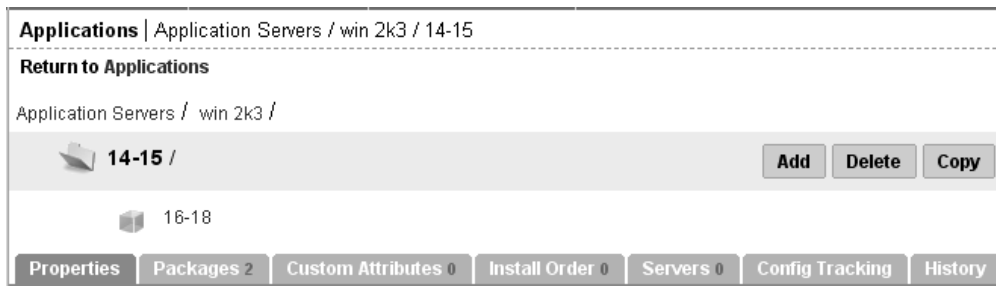 Applications | Application Servers / win 2k3 / 14-15
Return to Applications
Application Servers / win 2k3 /
14-15 / Add Delete Copy
16-18
Properties Packages 2 Custom Attributes 0 Install Order 0 Servers 0 Config Tracking History